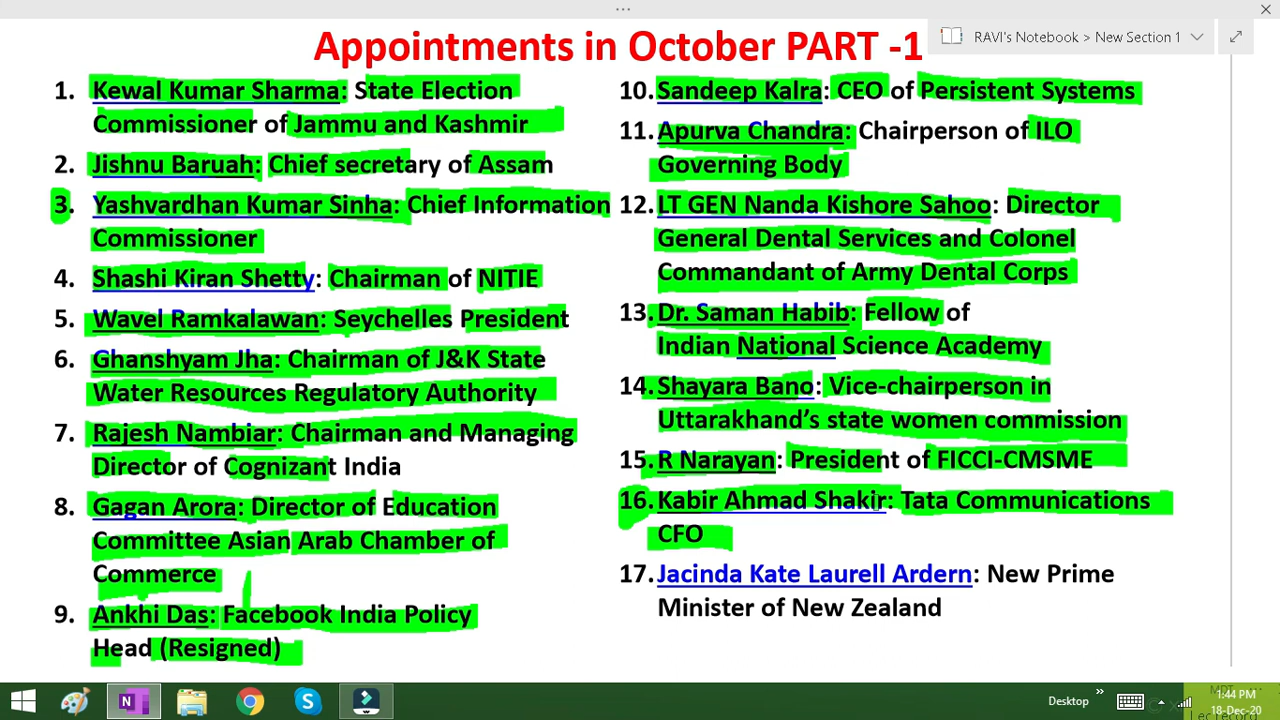 RAVI's Notebook > New Section 1
Appointments in October PART -1
1. Kewal Kumar Sharma: State Election
Commissioner of Jammu and Kashmir
2. Jishnu Baruah: Chief secretary of Assam
3. Yashvardhan Kumar Sinha: Chief Information
Commissioner
4. Shashi Kiran Shetty: Chairman of NITIE
5. Wavel Ramkalawan: Seychelles President
6. Ghanshyam Jha: Chairman of J&K State
Water Resources Regulatory Authority
7. Rajesh Nambiar: Chairman and Managing
Director of Cognizant India
8. Gagan Arora: Director of Education
Committee Asian Arab Chamber of
Commerce
9. Ankhi Das: Facebook India Policy
Head (Resigned)
10. Sandeep Kalra: CEO of Persistent Systems
11. Apurva Chandra: Chairperson of ILO
Governing Body
12. LT GEN Nanda Kishore Sahoo: Director
General Dental Services and Colonel
Commandant of Army Dental Corps
13. Dr. Saman Habib: Fellow of
Indian National Science Academy
14. Shayara Bano: Vice-chairperson in
Uttarakhand's state women commission
15. R Narayan: President of FICCI-CMSME
16. Kabir Ahmad Shakir: Tata Communications
CFO
17. Jacinda Kate Laurell Ardern: New Prime
Minister of New Zealand
Desktop
1:44 PM
18-Dec-20